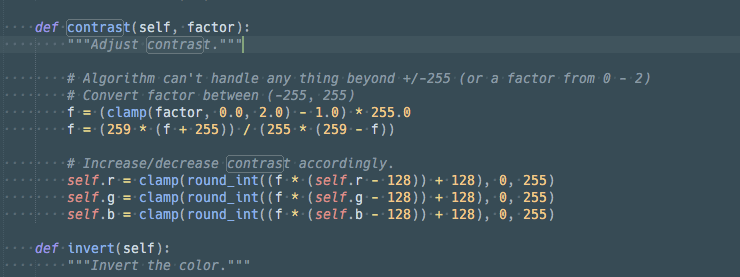 def contrast(self, factor):
"""Adjust contrast."""
# Algorithm can't handle any thing beyond +/-255 (or a factor from 0 - 2)
# Convert factor between (-255, 255)
f = (clamp(factor, 0.0, 2.0) - 1.0) * 255.0
f = (259 * (f + 255)) / (255 * (259 - f))
# Increase/decrease contrast accordingly.
self.r = clamp(round_int((f * (self.r - 128)) + 128), 0, 255)
self.g = clamp(round_int((f * (self.g - 128)) + 128), 0, 255)
self.b = clamp(round_int((f * (self.b - 128)) + 128), 0, 255)
def invert(self):
"""Invert the color."""